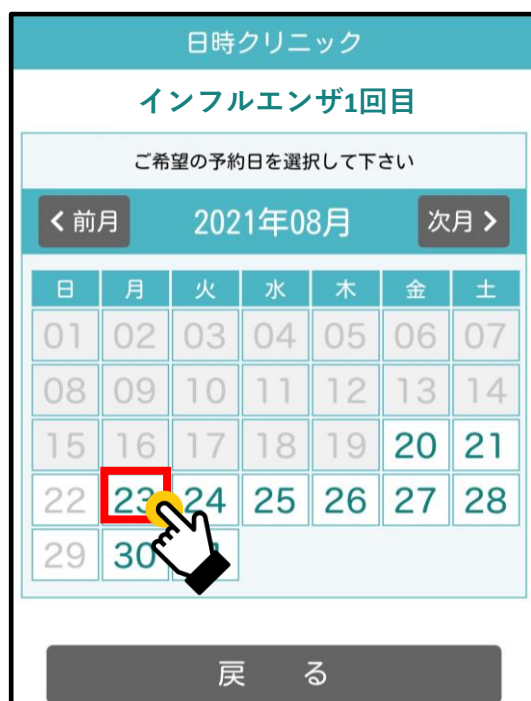 日時クリニック
インフルエンザ1回目
ご希望の予約日を選択して下さい
前月 2021年08月 次月
日 月 火 水 木 金 土
01 02 03 04 05 06 07
08 09 10 11 12 13 14
15 16 17 18 19 20 21
22 23 24 25 26 27 28
29 30
戻 る